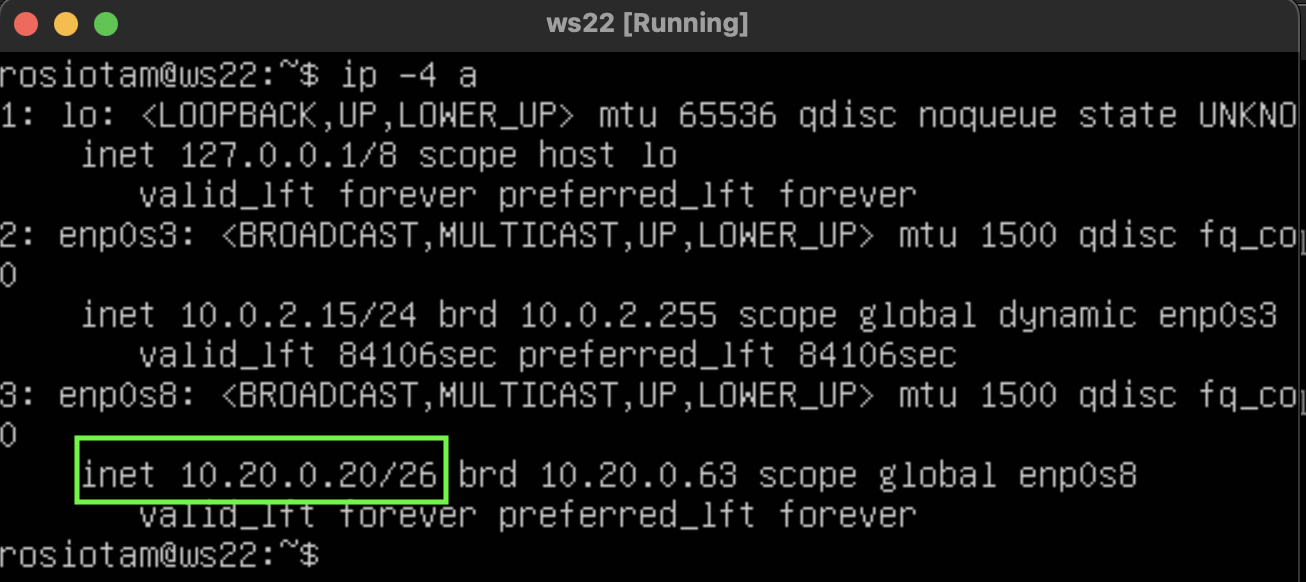 ws22 [Running]
rosiotam@ws22:~$ ip -4 a
1: lo: <LOOPBACK,UP,LOWER_UP> mtu 65536 qdisc noqueue state UNKNO
    inet 127.0.0.1/8 scope host lo
       valid_lft forever preferred_lft forever
2: enp0s3: <BROADCAST,MULTICAST,UP,LOWER_UP> mtu 1500 qdisc fq_co
0
    inet 10.0.2.15/24 brd 10.0.2.255 scope global dynamic enp0s3
       valid_lft 84106sec preferred_lft 84106sec
3: enp0s8: <BROADCAST,MULTICAST,UP,LOWER_UP> mtu 1500 qdisc fq_co
0
    inet 10.20.0.20/26 brd 10.20.0.63 scope global enp0s8
       valid_lft forever preferred_lft forever
rosiotam@ws22:~$